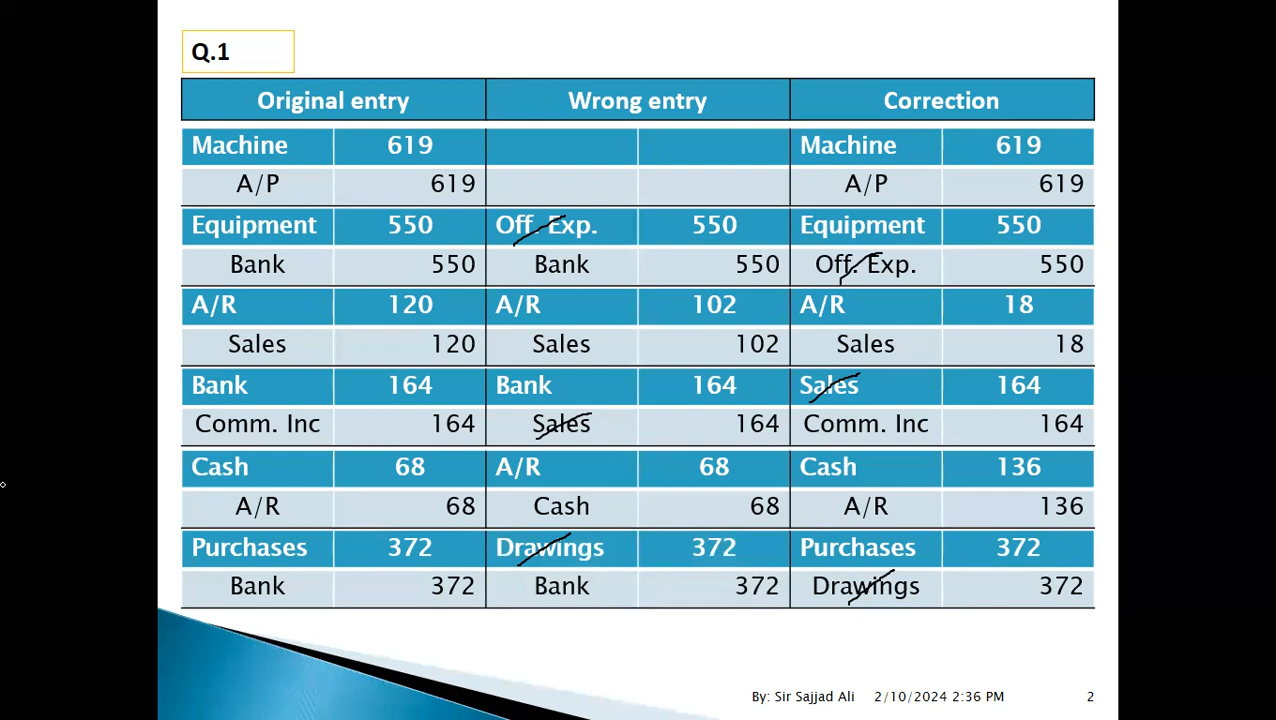 Q.1
Original entry Wrong entry Correction
Machine 619 Machine 619
A/P 619 A/P 619
Equipment 550 Off. Exp. 550 Equipment 550
Bank 550 Bank 550 Off. Exp. 550
A/R 120 A/R 102 A/R 18
Sales 120 Sales 102 Sales 18
Bank 164 Bank 164 Sales 164
Comm. Inc 164 Sales 164 Comm. Inc 164
Cash 68 A/R 68 Cash 136
A/R 68 Cash 68 A/R 136
Purchases 372 Drawings 372 Purchases 372
Bank 372 Bank 372 Drawings 372
By: Sir Sajjad Ali 2/10/2024 2:36 PM 2